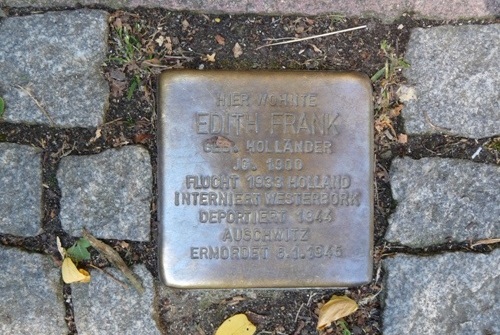 HIER WOHNTE
EDITH FRANK
GEB. HOLLÄNDER
JG. 1900
FLUCHT 1933 HOLLAND
INTERNIERT WESTERBORK
DEPORTIERT 1944
AUSCHWITZ
ERMORDET 6.1.1945